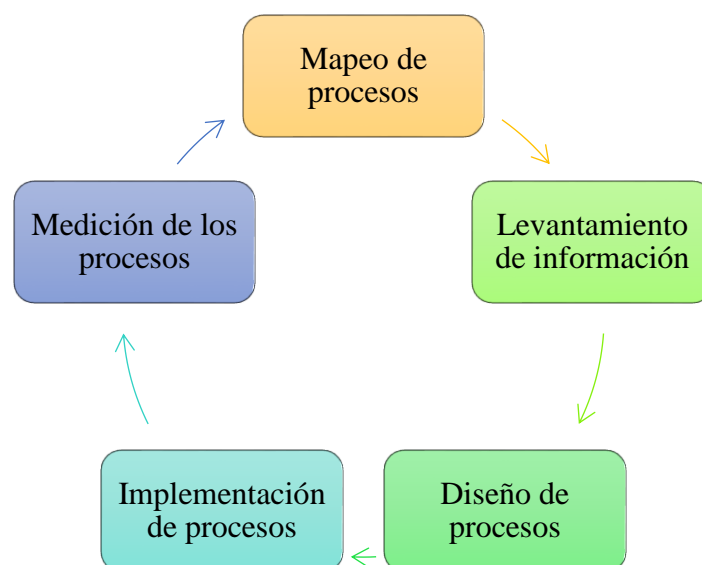 Mapeo de
procesos
Levantamiento
de información
Diseño de
procesos
Implementación
de procesos
Medición de los
procesos